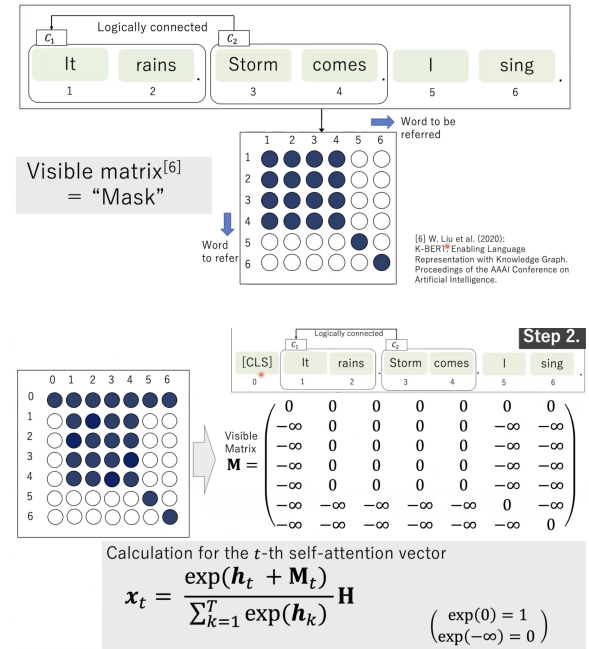 Logically connected
C₁ C₂
It rains . Storm comes . I sing .
1 2 3 4 5 6
Word to be
referred
1 2 3 4 5 6
1
2
3
4
5
6
Visible matrix[6]
= “Mask”
Word
to refer
[6] W. Liu et al. (2020):
K-BERT: Enabling Language
Representation with Knowledge Graph.
Proceedings of the AAAI Conference on
Artificial Intelligence.
Step 2.
Logically connected
C₁ C₂
[CLS] It rains . Storm comes . I sing .
0 1 2 3 4 5 6
0 1 2 3 4 5 6
0
1
2
3
4
5
6
Visible
Matrix
M =
0 0 0 0 0 0 0
−∞ 0 0 0 0 −∞ −∞
−∞ 0 0 0 0 −∞ −∞
−∞ 0 0 0 0 −∞ −∞
−∞ 0 0 0 0 −∞ −∞
−∞ −∞ −∞ −∞ −∞ 0 −∞
−∞ −∞ −∞ −∞ −∞ −∞ 0
Calculation for the t-th self-attention vector
xₜ = exp(hₜ + Mₜ) / ∑ₖ₌₁ᵀ exp(hₖ) H
(exp(0) = 1
exp(−∞) = 0)